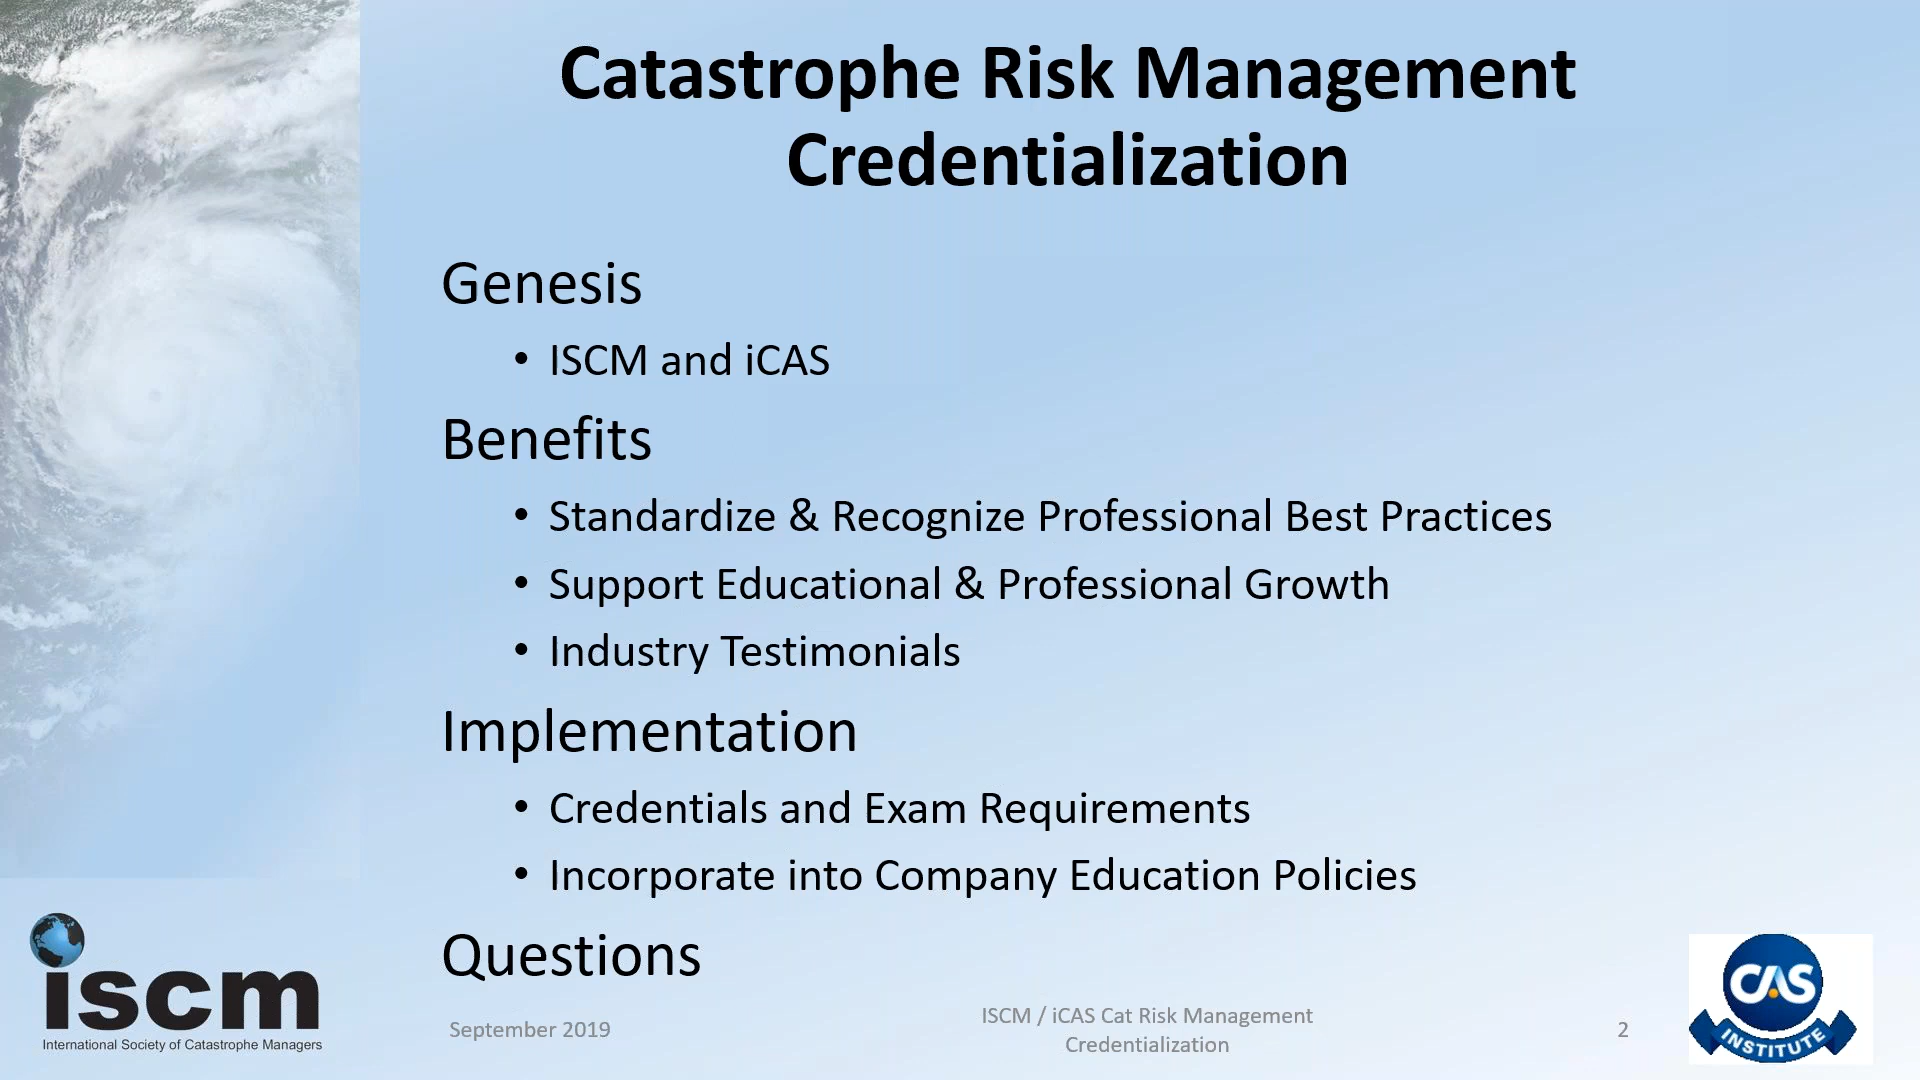 Catastrophe Risk Management
Credentialization
Genesis
• ISCM and iCAS
Benefits
• Standardize & Recognize Professional Best Practices
• Support Educational & Professional Growth
• Industry Testimonials
Implementation
• Credentials and Exam Requirements
• Incorporate into Company Education Policies
Questions
iscm
International Society of Catastrophe Managers
September 2019
ISCM / iCAS Cat Risk Management
Credentialization
2
CAS
INSTITUTE